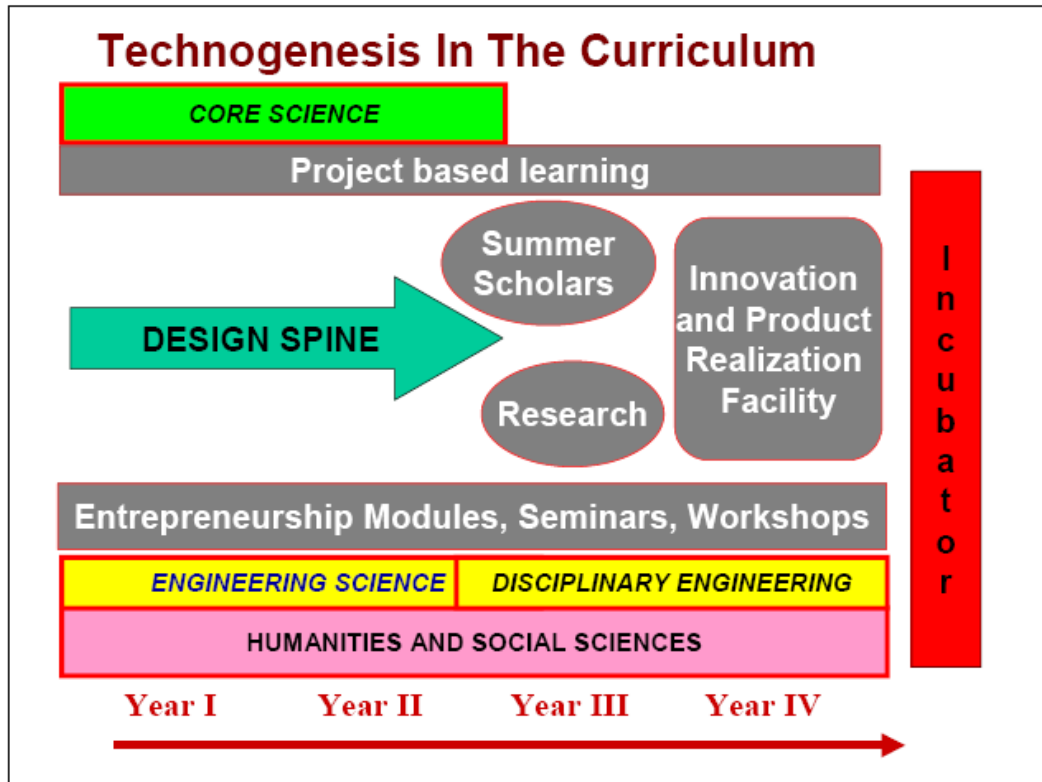 Technogenesis In The Curriculum
CORE SCIENCE
Project based learning
Summer
Scholars
Innovation
and Product
Realization
Facility
DESIGN SPINE
Research
Entrepreneurship Modules, Seminars, Workshops
ENGINEERING SCIENCE
DISCIPLINARY ENGINEERING
HUMANITIES AND SOCIAL SCIENCES
Incubator
Year I Year II Year III Year IV